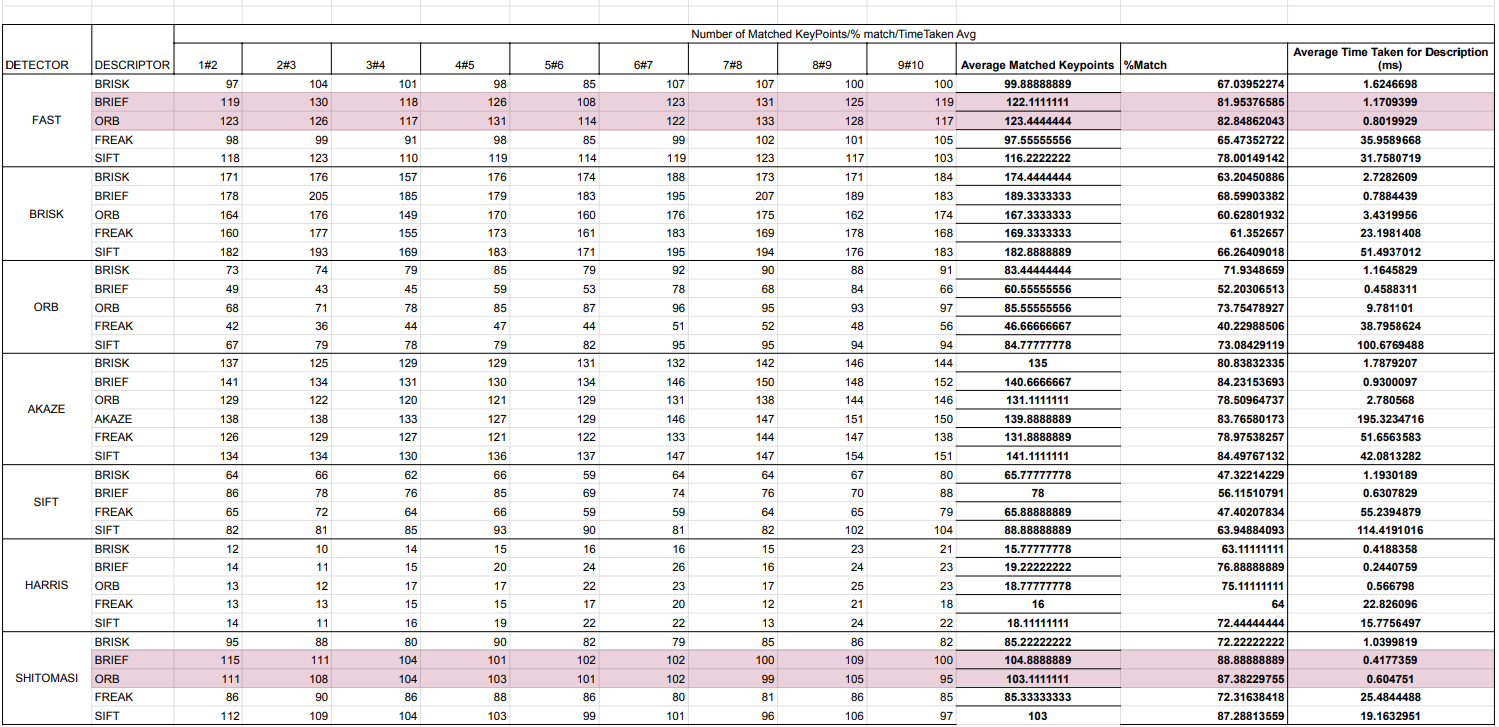 Number of Matched KeyPoints/% match/TimeTaken Avg
DETECTOR DESCRIPTOR 1#2 2#3 3#4 4#5 5#6 6#7 7#8 8#9 9#10 Average Matched Keypoints %Match Average Time Taken for Description (ms)
FAST
BRISK 97 104 101 98 85 107 107 100 100 99.88888889 67.03952274 1.6246698
BRIEF 119 130 118 126 108 123 131 125 119 122.1111111 81.95376585 1.1709399
ORB 123 126 117 131 114 122 133 128 117 123.4444444 82.84862043 0.8019929
FREAK 98 99 91 98 85 99 102 101 105 97.55555556 65.47352722 35.9589668
SIFT 118 123 110 119 114 119 123 117 103 116.2222222 78.00149142 31.7580719
BRISK
BRISK 171 176 157 176 174 188 173 171 184 174.4444444 63.20450886 2.7282609
BRIEF 178 205 185 179 183 195 207 189 183 189.3333333 68.59903382 0.7884439
ORB 164 176 149 170 160 176 175 162 174 167.3333333 60.62801932 3.4319956
FREAK 160 177 155 173 161 183 169 178 168 169.3333333 61.352657 23.1981408
SIFT 182 193 169 183 171 195 194 176 183 182.8888889 66.26409018 51.4937012
ORB
BRISK 73 74 79 85 79 92 90 88 91 83.44444444 71.9348659 1.1645829
BRIEF 49 43 45 59 53 78 68 84 66 60.55555556 52.20306513 0.4588311
ORB 68 71 78 85 87 96 95 93 97 85.55555556 73.75478927 9.781101
FREAK 42 36 44 47 44 51 52 48 56 46.66666667 40.22988506 38.7958624
SIFT 67 79 78 79 82 95 95 94 94 84.77777778 73.08429119 100.6769488
AKAZE
BRISK 137 125 129 129 131 132 142 146 144 135 80.83832335 1.7879207
BRIEF 141 134 131 130 134 146 150 148 152 140.6666667 84.23153693 0.9300097
ORB 129 122 120 121 129 131 138 144 146 131.1111111 78.50964737 2.780568
AKAZE 138 138 133 127 129 146 147 151 150 139.8888889 83.76580173 195.3234716
FREAK 126 129 127 121 122 133 144 147 138 131.8888889 78.97538257 51.6563583
SIFT 134 134 130 136 137 147 147 154 151 141.1111111 84.49767132 42.0813282
SIFT
BRISK 64 66 62 66 59 64 64 67 80 65.77777778 47.32214229 1.1930189
BRIEF 86 78 76 85 69 74 76 70 88 78 56.11510791 0.6307829
FREAK 65 72 64 66 59 59 64 65 79 65.88888889 47.40207834 55.2394879
SIFT 82 81 85 93 90 81 82 102 104 88.88888889 63.94884093 114.4191016
HARRIS
BRISK 12 10 14 15 16 16 15 23 21 15.77777778 63.11111111 0.4188358
BRIEF 14 11 15 20 24 26 16 24 23 19.22222222 76.88888889 0.2440759
ORB 13 12 17 17 22 23 17 25 23 18.77777778 75.11111111 0.566798
FREAK 13 13 15 15 17 20 12 21 18 16 64 22.826096
SIFT 14 11 16 19 22 22 13 24 22 18.11111111 72.44444444 15.7756497
SHITOMASI
BRISK 95 88 80 90 82 79 85 86 82 85.22222222 72.22222222 1.0399819
BRIEF 115 111 104 101 102 102 100 109 100 104.8888889 88.88888889 0.4177359
ORB 111 108 104 103 101 102 99 105 95 103.1111111 87.38229755 0.604751
FREAK 86 90 86 88 86 80 81 86 85 85.33333333 72.31638418 25.4844488
SIFT 112 109 104 103 99 101 96 106 97 103 87.28813559 19.1632951